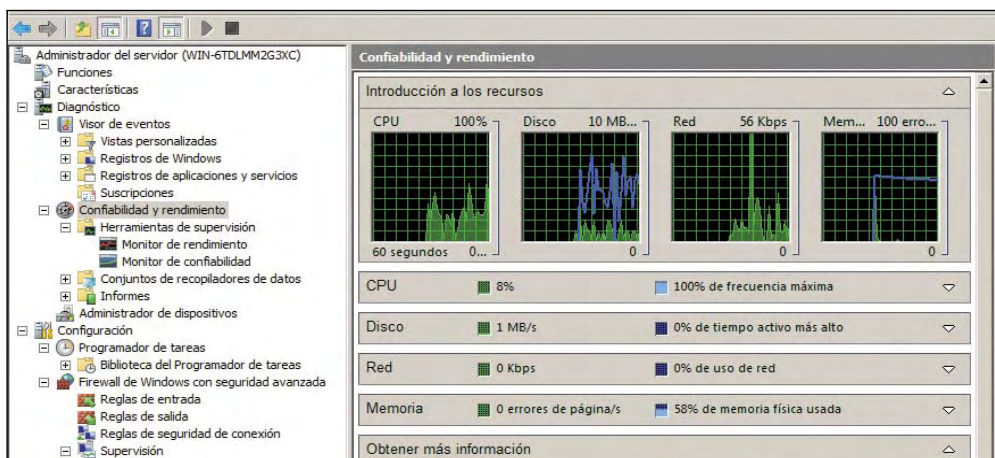 Administrador del servidor (WIN-6TDLMM2G3XC)
Funciones
Características
Diagnóstico
Visor de eventos
Vistas personalizadas
Registros de Windows
Registros de aplicaciones y servicios
Suscripciones
Confiabilidad y rendimiento
Herramientas de supervisión
Monitor de rendimiento
Monitor de confiabilidad
Conjuntos de recopiladores de datos
Informes
Administrador de dispositivos
Configuración
Programador de tareas
Biblioteca del Programador de tareas
Firewall de Windows con seguridad avanzada
Reglas de entrada
Reglas de salida
Reglas de seguridad de conexión
Supervisión
Confiabilidad y rendimiento
Introducción a los recursos
CPU 100% Disco 10 MB... Red 56 Kbps Mem... 100 erro...
60 segundos 0... 0 0 0
CPU 8% 100% de frecuencia máxima
Disco 1 MB/s 0% de tiempo activo más alto
Red 0 Kbps 0% de uso de red
Memoria 0 errores de página/s 58% de memoria física usada
Obtener más información